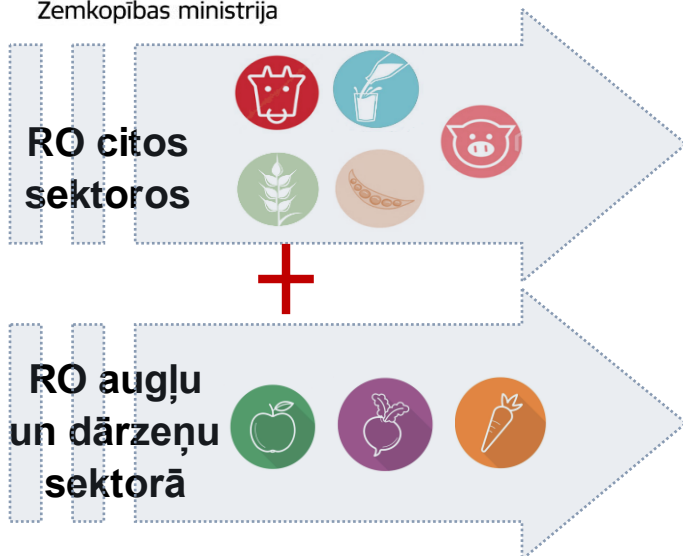 Zemkopības ministrija
RO citos
sektoros
RO augļu
un dārzeņu
sektorā